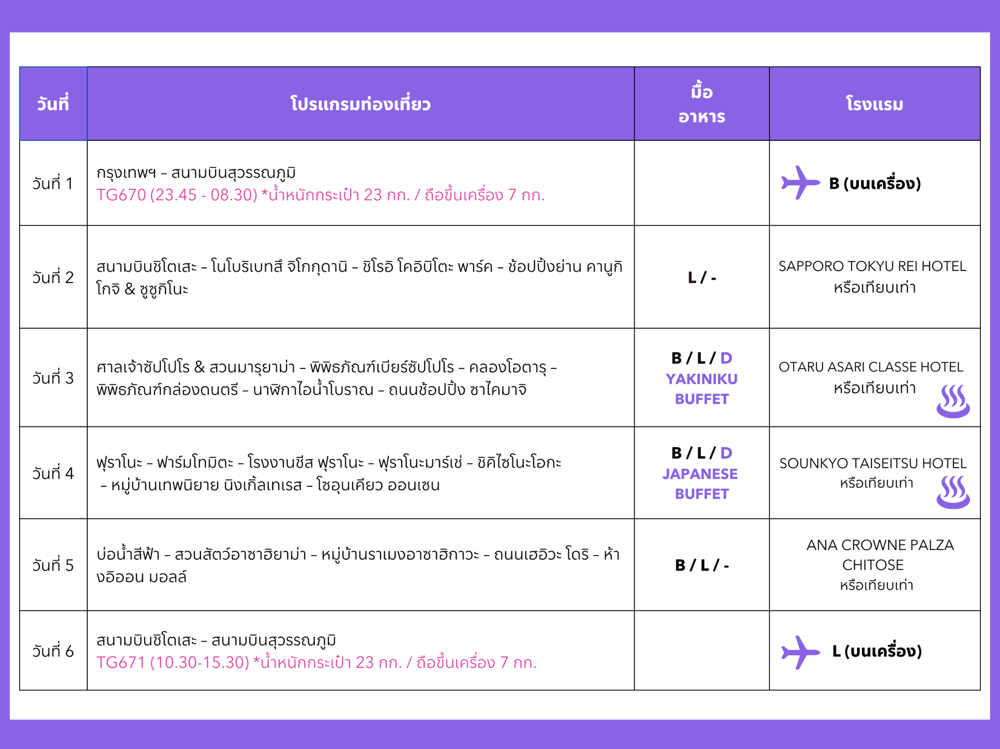 วันที่
โปรแกรมท่องเที่ยว
มื้อ
อาหาร
โรงแรม
วันที่ 1
กรุงเทพฯ – สนามบินสุวรรณภูมิ
TG670 (23.45 - 08.30) *น้ำหนักกระเป๋า 23 กก. / ถือขึ้นเครื่อง 7 กก.
B (บนเครื่อง)
วันที่ 2
สนามบินชิโตเสะ – โนโบริเบทสึ จิโกกุดานิ – ชิโรอิ โคอิบิโตะ พาร์ค – ช้อปปิ้งย่าน คานูกิ
โกจิ & ซูซูกิโนะ
L / -
SAPPORO TOKYU REI HOTEL
หรือเทียบเท่า
วันที่ 3
ศาลเจ้าซัปโปโร & สวนมารุยาม่า – พิพิธภัณฑ์เบียร์ซัปโปโร – คลองโอตารุ –
พิพิธภัณฑ์กล่องดนตรี – นาฬิกาไอน้ำโบราณ – ถนนช้อปปิ้ง ซาไคมาจิ
B / L / D
YAKINIKU
BUFFET
OTARU ASARI CLASSE HOTEL
หรือเทียบเท่า
วันที่ 4
ฟุราโนะ – ฟาร์มโทมิตะ – โรงงานชีส ฟุราโนะ – ฟุราโนะมาร์เช่ – ชิคิไซโนะโอกะ
– หมู่บ้านเทพนิยาย นิงเกิ้ลเทเรส – โซอุนเคียว ออนเซน
B / L / D
JAPANESE
BUFFET
SOUNKYO TAISEITSU HOTEL
หรือเทียบเท่า
วันที่ 5
บ่อน้ำสีฟ้า – สวนสัตว์อาซาฮิยาม่า – หมู่บ้านราเมงอาซาฮิกาวะ – ถนนเฮอิวะ โดริ – ห้า
งอิออน มอลล์
B / L / -
ANA CROWNE PALZA
CHITOSE
หรือเทียบเท่า
วันที่ 6
สนามบินชิโตเสะ – สนามบินสุวรรณภูมิ
TG671 (10.30-15.30) *น้ำหนักกระเป๋า 23 กก. / ถือขึ้นเครื่อง 7 กก.
L (บนเครื่อง)